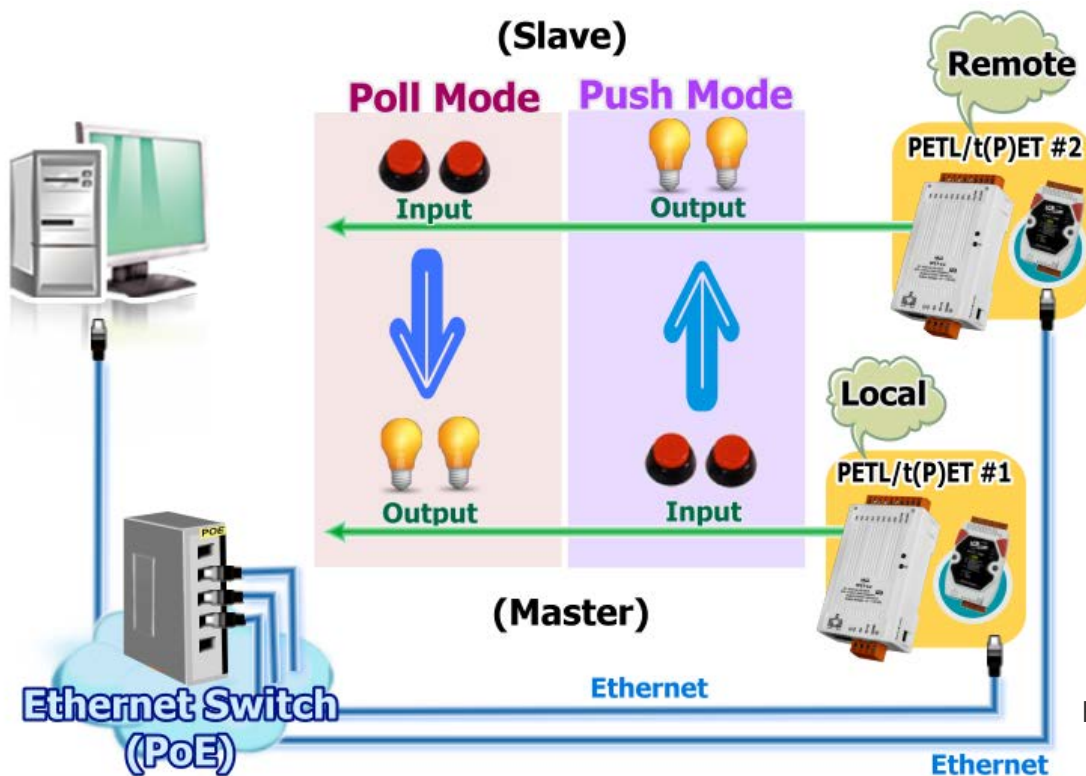 (Slave)
Remote
Poll Mode
Push Mode
PETL/t(P)ET #2
Input
Output
Local
PETL/t(P)ET #1
Output
Input
POE
(Master)
Ethernet
Ethernet Switch
(PoE)
Ethernet